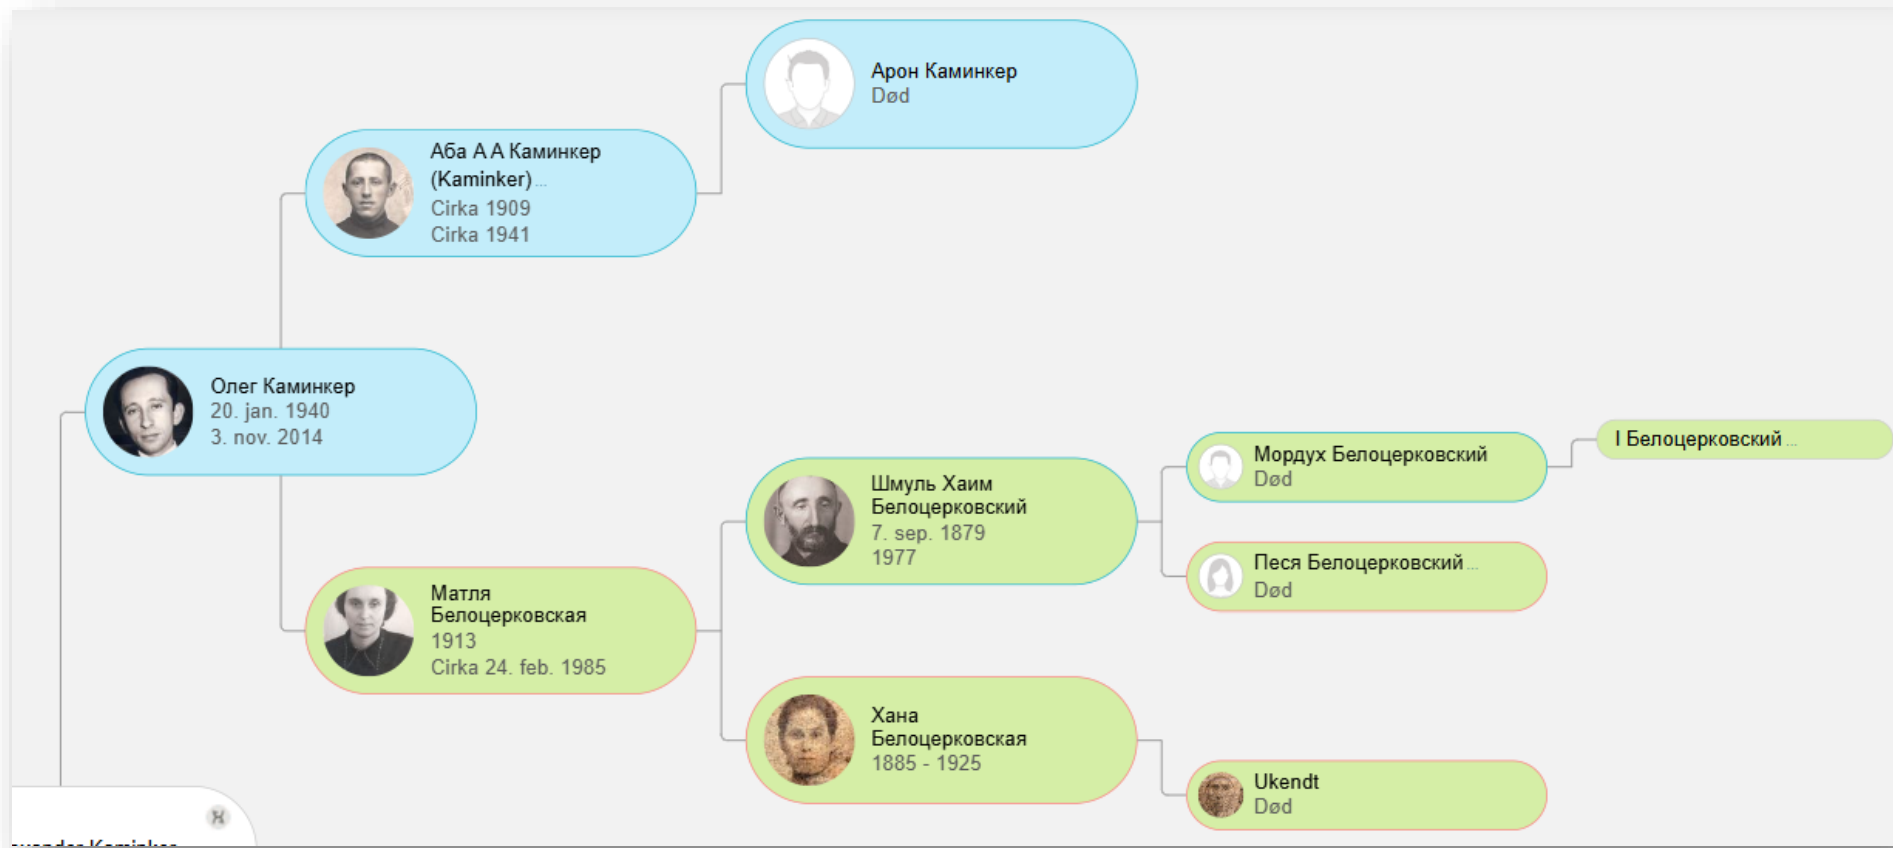 Арон Каминкер
Død
Аба А А Каминкер
(Kaminker)...
Cirka 1909
Cirka 1941
Олег Каминкер
20. jan. 1940
3. nov. 2014
I Белоцерковский ...
Мордух Белоцерковский
Død
Шмуль Хаим
Белоцерковский
7. sep. 1879
1977
Песя Белоцерковский...
Død
Матля
Белоцерковская
1913
Cirka 24. feb. 1985
Хана
Белоцерковская
1885 - 1925
Ukendt
Død
Kaminker